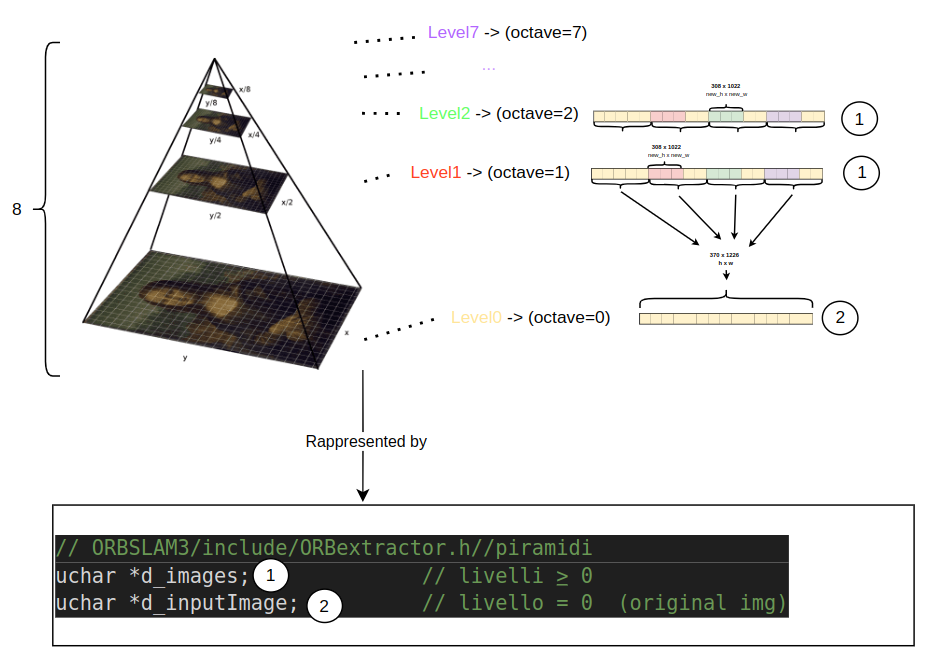 Level7 -> (octave=7)
...
Level2 -> (octave=2)
308 x 1022
new_h x new_w
1
Level1 -> (octave=1)
308 x 1022
new_h x new_w
1
8
x/8
y/8
x/4
y/4
x/2
y/2
370 x 1226
h x w
Level0 -> (octave=0)
2
x
y
Rappresented by
// ORBSLAM3/include/ORBextractor.h//piramidi
uchar *d_images; 1 // livelli ≥ 0
uchar *d_inputImage; 2 // livello = 0 (original img)